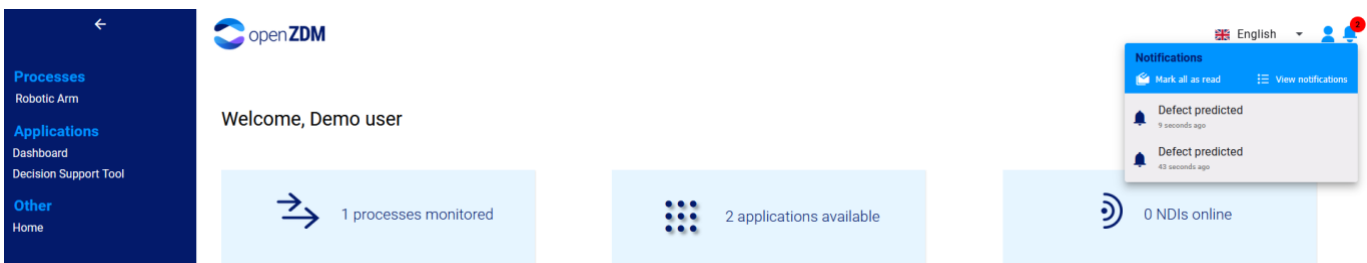 openZDM
English
2
Processes
Robotic Arm
Applications
Dashboard
Decision Support Tool
Other
Home
Welcome, Demo user
Notifications
Mark all as read View notifications
Defect predicted
9 seconds ago
Defect predicted
43 seconds ago
1 processes monitored
2 applications available
0 NDIs online